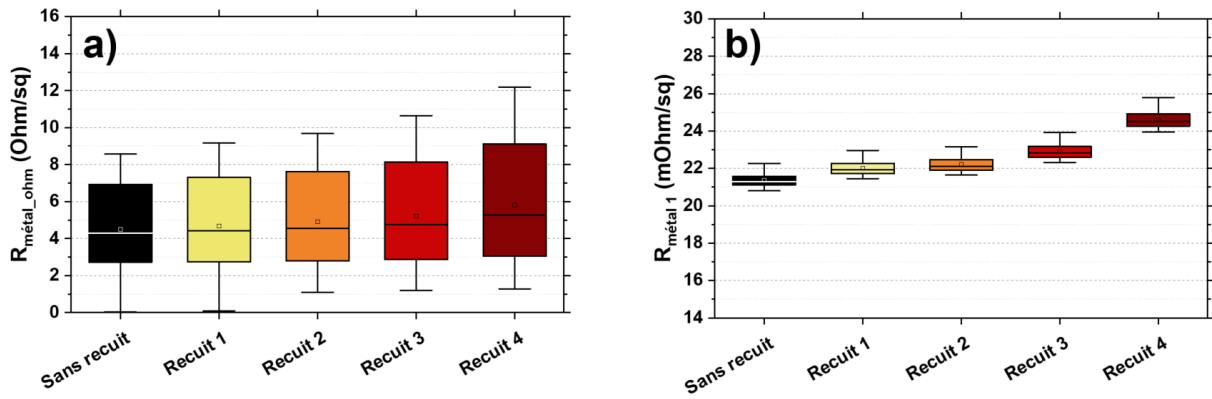 a)
R_métal_ohm (Ohm/sq)
16
14
12
10
8
6
4
2
0
Sans recuit
Recuit 1
Recuit 2
Recuit 3
Recuit 4
b)
R_métal 1 (mOhm/sq)
30
28
26
24
22
20
18
16
14
Sans recuit
Recuit 1
Recuit 2
Recuit 3
Recuit 4